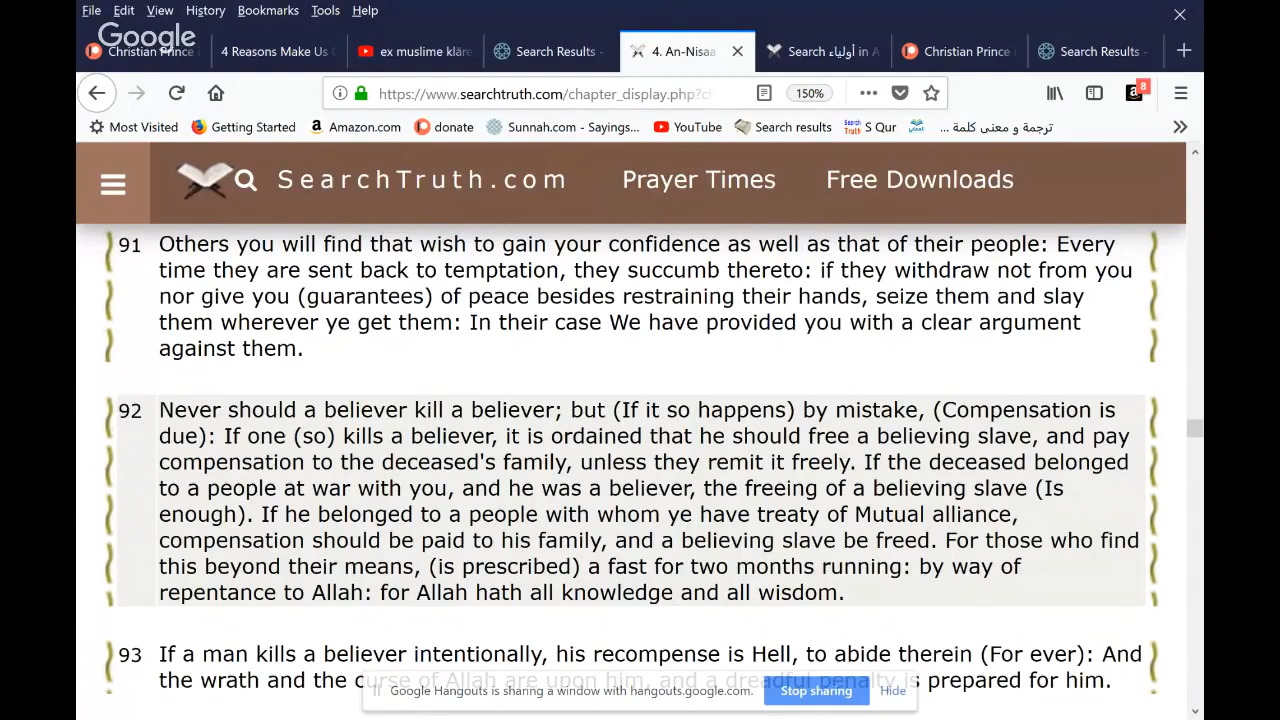 File Edit View History Bookmarks Tools Help
Google
Christian Prince
4 Reasons Make Us
ex muslime kläre
Search Results -
4. An-Nisaa
Search أولياء in A
Christian Prince
Search Results -
https://www.searchtruth.com/chapter_display.php?ch
150%
8
Most Visited Getting Started Amazon.com donate Sunnah.com - Sayings,... YouTube Search results S Qur ترجمة و معنى كلمة ...
SearchTruth.com Prayer Times Free Downloads
91 Others you will find that wish to gain your confidence as well as that of their people: Every
time they are sent back to temptation, they succumb thereto: if they withdraw not from you
nor give you (guarantees) of peace besides restraining their hands, seize them and slay
them wherever ye get them: In their case We have provided you with a clear argument
against them.
92 Never should a believer kill a believer; but (If it so happens) by mistake, (Compensation is
due): If one (so) kills a believer, it is ordained that he should free a believing slave, and pay
compensation to the deceased's family, unless they remit it freely. If the deceased belonged
to a people at war with you, and he was a believer, the freeing of a believing slave (Is
enough). If he belonged to a people with whom ye have treaty of Mutual alliance,
compensation should be paid to his family, and a believing slave be freed. For those who find
this beyond their means, (is prescribed) a fast for two months running: by way of
repentance to Allah: for Allah hath all knowledge and all wisdom.
93 If a man kills a believer intentionally, his recompense is Hell, to abide therein (For ever): And
the wrath and the curse of Allah are upon him, and a dreadful penalty is prepared for him.
Google Hangouts is sharing a window with hangouts.google.com. Stop sharing Hide